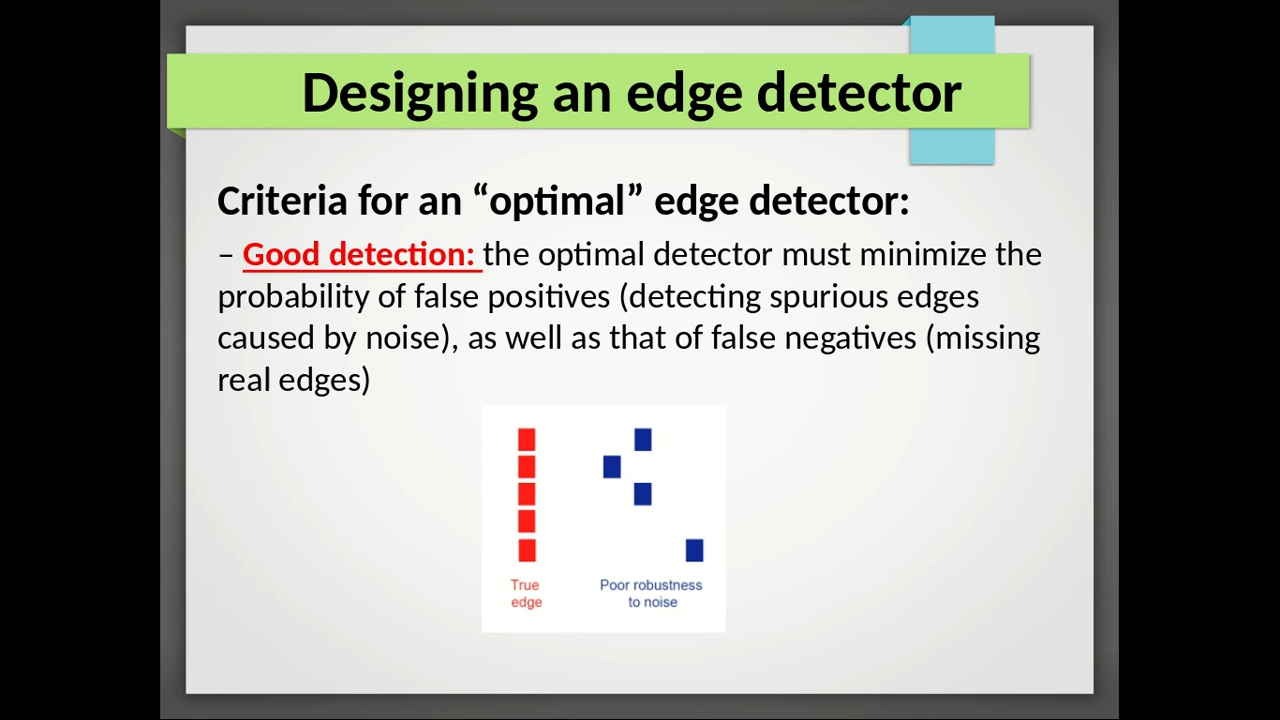 Designing an edge detector
Criteria for an “optimal” edge detector:
– Good detection: the optimal detector must minimize the
probability of false positives (detecting spurious edges
caused by noise), as well as that of false negatives (missing
real edges)
True
edge
Poor robustness
to noise